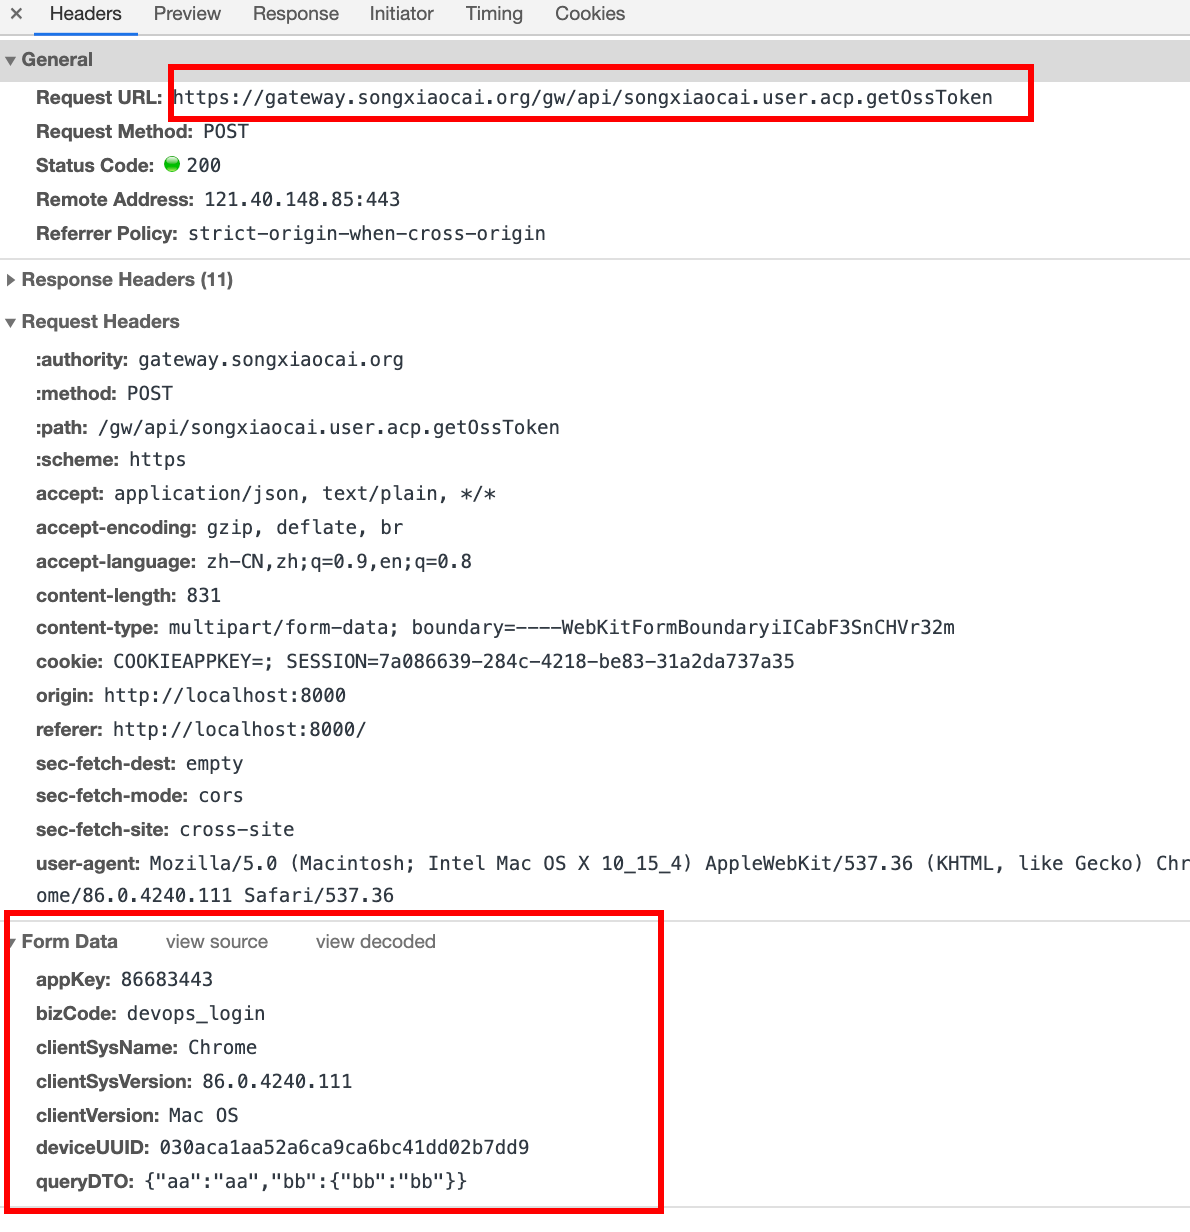 × Headers Preview Response Initiator Timing Cookies
General
Request URL: https://gateway.songxiaocai.org/gw/api/songxiaocai.user.acp.getOssToken
Request Method: POST
Status Code: 200
Remote Address: 121.40.148.85:443
Referrer Policy: strict-origin-when-cross-origin
Response Headers (11)
Request Headers
:authority: gateway.songxiaocai.org
:method: POST
:path: /gw/api/songxiaocai.user.acp.getOssToken
:scheme: https
accept: application/json, text/plain, */*
accept-encoding: gzip, deflate, br
accept-language: zh-CN,zh;q=0.9,en;q=0.8
content-length: 831
content-type: multipart/form-data; boundary=----WebKitFormBoundaryiICabF3SnCHVr32m
cookie: COOKIEAPPKEY=; SESSION=7a086639-284c-4218-be83-31a2da737a35
origin: http://localhost:8000
referer: http://localhost:8000/
sec-fetch-dest: empty
sec-fetch-mode: cors
sec-fetch-site: cross-site
user-agent: Mozilla/5.0 (Macintosh; Intel Mac OS X 10_15_4) AppleWebKit/537.36 (KHTML, like Gecko) Chr
ome/86.0.4240.111 Safari/537.36
Form Data view source view decoded
appKey: 86683443
bizCode: devops_login
clientSysName: Chrome
clientSysVersion: 86.0.4240.111
clientVersion: Mac OS
deviceUUID: 030aca1aa52a6ca9ca6bc41dd02b7dd9
queryDTO: {"aa":"aa","bb":{"bb":"bb"}}